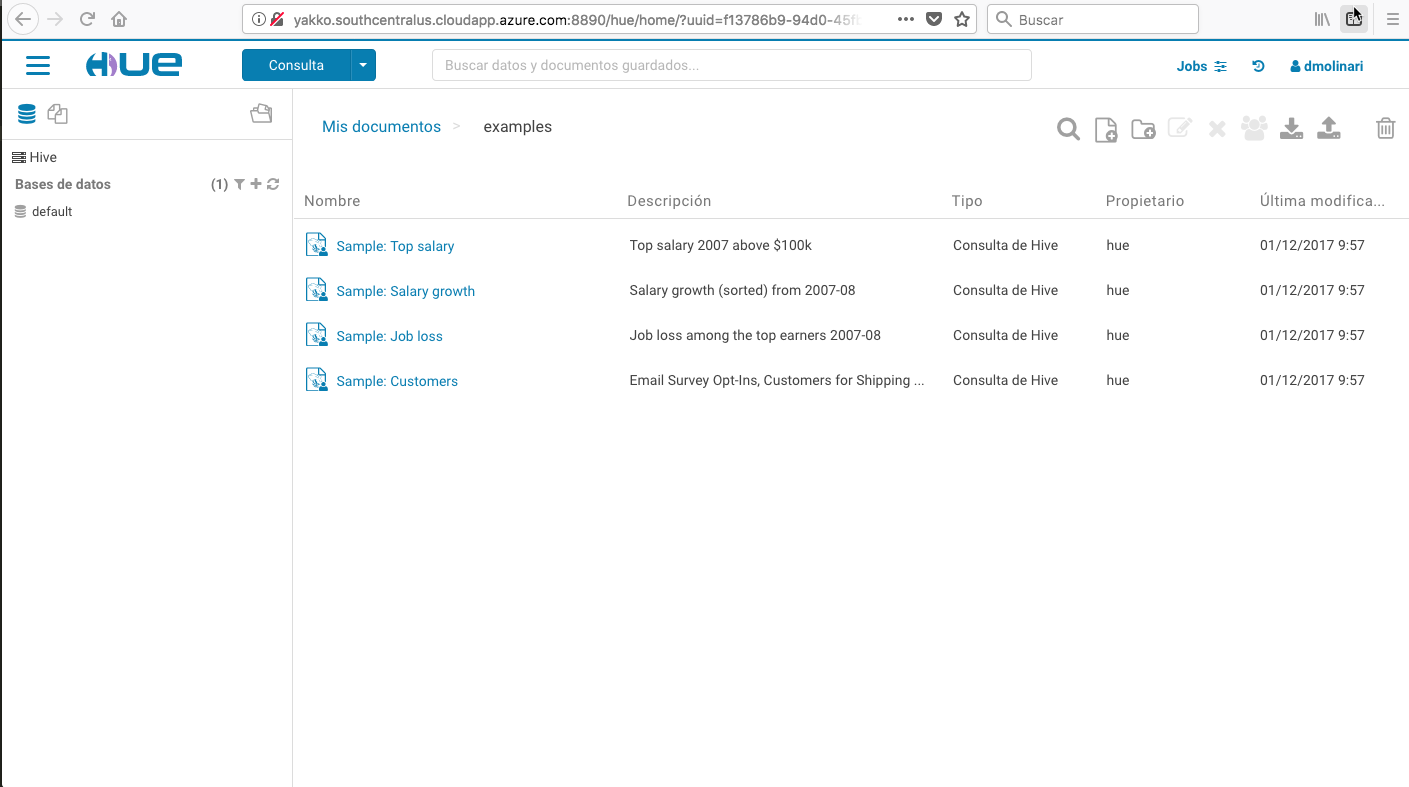 yakko.southcentralus.cloudapp.azure.com:8890/hue/home/?uuid=f13786b9-94d0-45f
Buscar
HUE
Consulta
Buscar datos y documentos guardados...
Jobs
dmolinari
Mis documentos > examples
Hive
Bases de datos (1)
default
Nombre Descripción Tipo Propietario Última modifica...
Sample: Top salary Top salary 2007 above $100k Consulta de Hive hue 01/12/2017 9:57
Sample: Salary growth Salary growth (sorted) from 2007-08 Consulta de Hive hue 01/12/2017 9:57
Sample: Job loss Job loss among the top earners 2007-08 Consulta de Hive hue 01/12/2017 9:57
Sample: Customers Email Survey Opt-Ins, Customers for Shipping ... Consulta de Hive hue 01/12/2017 9:57